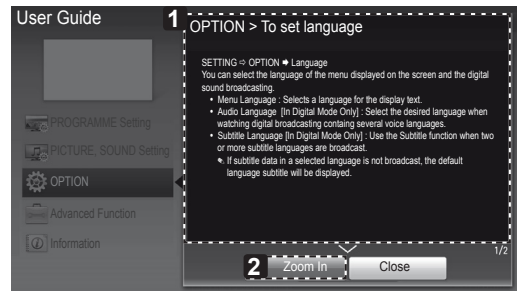 User Guide
1
OPTION > To set language
SETTING ⇨ OPTION ➡ Language
You can select the language of the menu displayed on the screen and the digital
sound broadcasting.
• Menu Language : Selects a language for the display text.
• Audio Language [In Digital Mode Only] : Select the desired language when
watching digital broadcasting containg several voice languages.
• Subtitle Language [In Digital Mode Only] : Use the Subtitle function when two
or more subtitle languages are broadcast.
✎ If subtitle data in a selected language is not broadcast, the default
language subtitle will be displayed.
PROGRAMME Setting
PICTURE, SOUND Setting
OPTION
Advanced Function
Information
1/2
2
Zoom In
Close